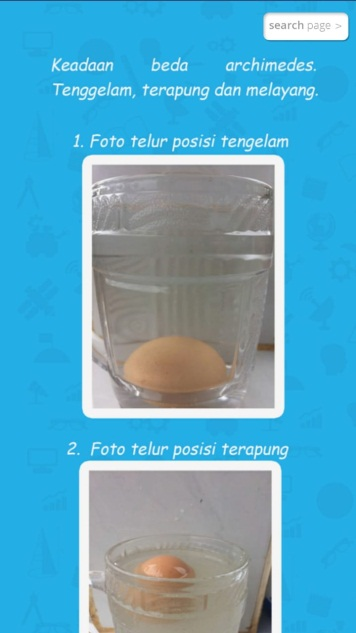 search page >
Keadaan beda archimedes.
Tenggelam, terapung dan melayang.
1. Foto telur posisi tengelam
2. Foto telur posisi terapung